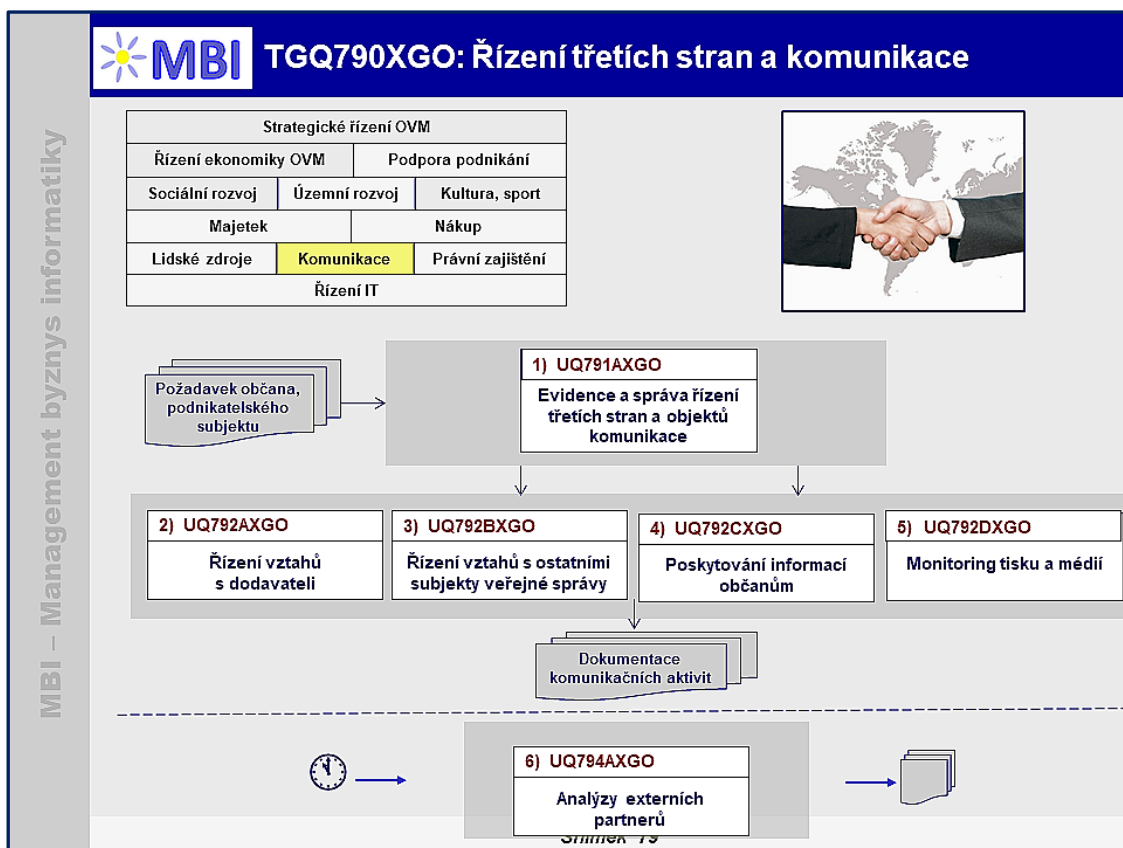 MBI
TGQ790XGO: Řízení třetích stran a komunikace
MBI – Management byznys informatiky
Strategické řízení OVM
Řízení ekonomiky OVM
Podpora podnikání
Sociální rozvoj
Územní rozvoj
Kultura, sport
Majetek
Nákup
Lidské zdroje
Komunikace
Právní zajištění
Řízení IT
Požadavek občana,
podnikatelského
subjektu
1) UQ791AXGO
Evidence a správa řízení
třetích stran a objektů
komunikace
2) UQ792AXGO
Řízení vztahů
s dodavateli
3) UQ792BXGO
Řízení vztahů s ostatními
subjekty veřejné správy
4) UQ792CXGO
Poskytování informací
občanům
5) UQ792DXGO
Monitoring tisku a médií
Dokumentace
komunikačních aktivit
6) UQ794AXGO
Analýzy externích
partnerů
Snímek 79